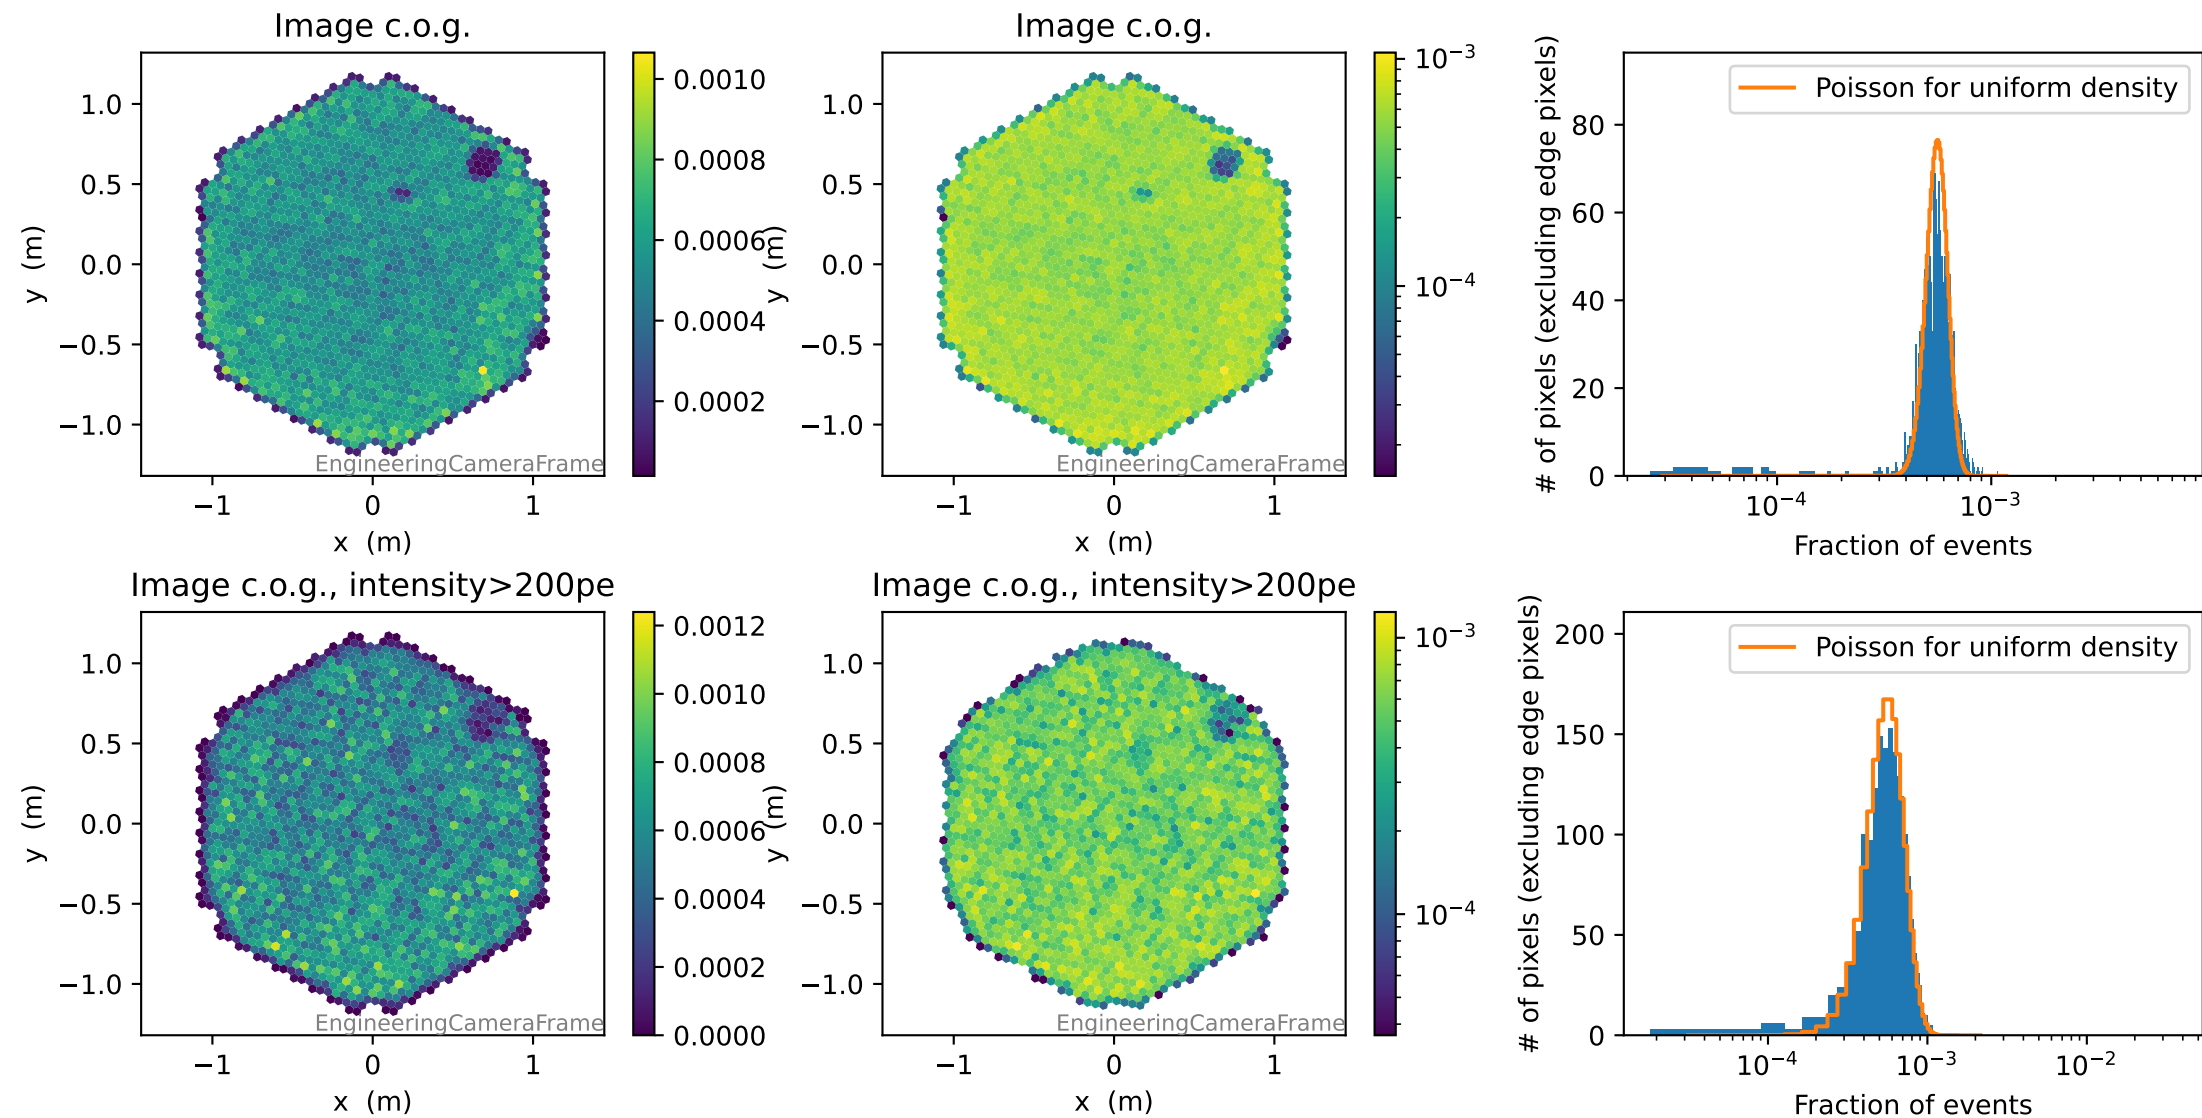 Image c.o.g.
1.0
0.5
0.0
−0.5
−1.0
y (m)
−1
0
1
x (m)
EngineeringCameraFrame
0.0010
0.0008
0.0006
0.0004
0.0002
Image c.o.g.
1.0
0.5
0.0
−0.5
−1.0
y (m)
−1
0
1
x (m)
EngineeringCameraFrame
10⁻³
10⁻⁴
# of pixels (excluding edge pixels)
80
60
40
20
0
Poisson for uniform density
10⁻⁴
10⁻³
Fraction of events
Image c.o.g., intensity>200pe
1.0
0.5
0.0
−0.5
−1.0
y (m)
−1
0
1
x (m)
EngineeringCameraFrame
0.0012
0.0010
0.0008
0.0006
0.0004
0.0002
0.0000
Image c.o.g., intensity>200pe
1.0
0.5
0.0
−0.5
−1.0
y (m)
−1
0
1
x (m)
EngineeringCameraFrame
10⁻³
10⁻⁴
# of pixels (excluding edge pixels)
200
150
100
50
0
Poisson for uniform density
10⁻⁴
10⁻³
10⁻²
Fraction of events